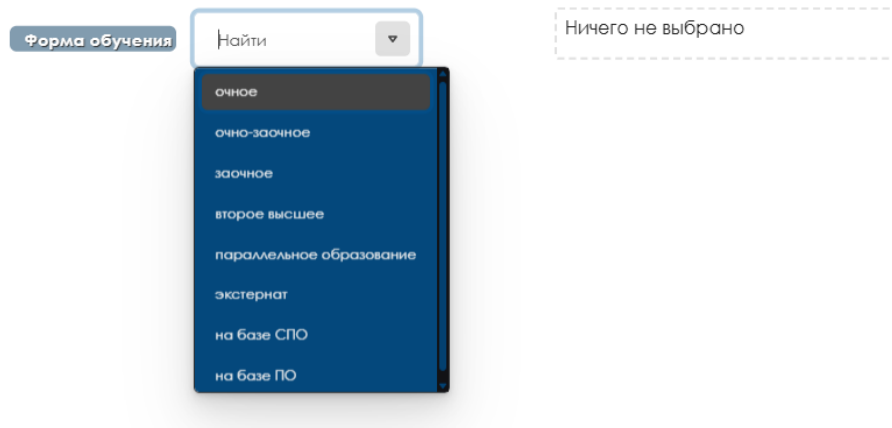 Форма обучения
Найти
Ничего не выбрано
очное
очно-заочное
заочное
второе высшее
параллельное образование
экстернат
на базе СПО
на базе ПО